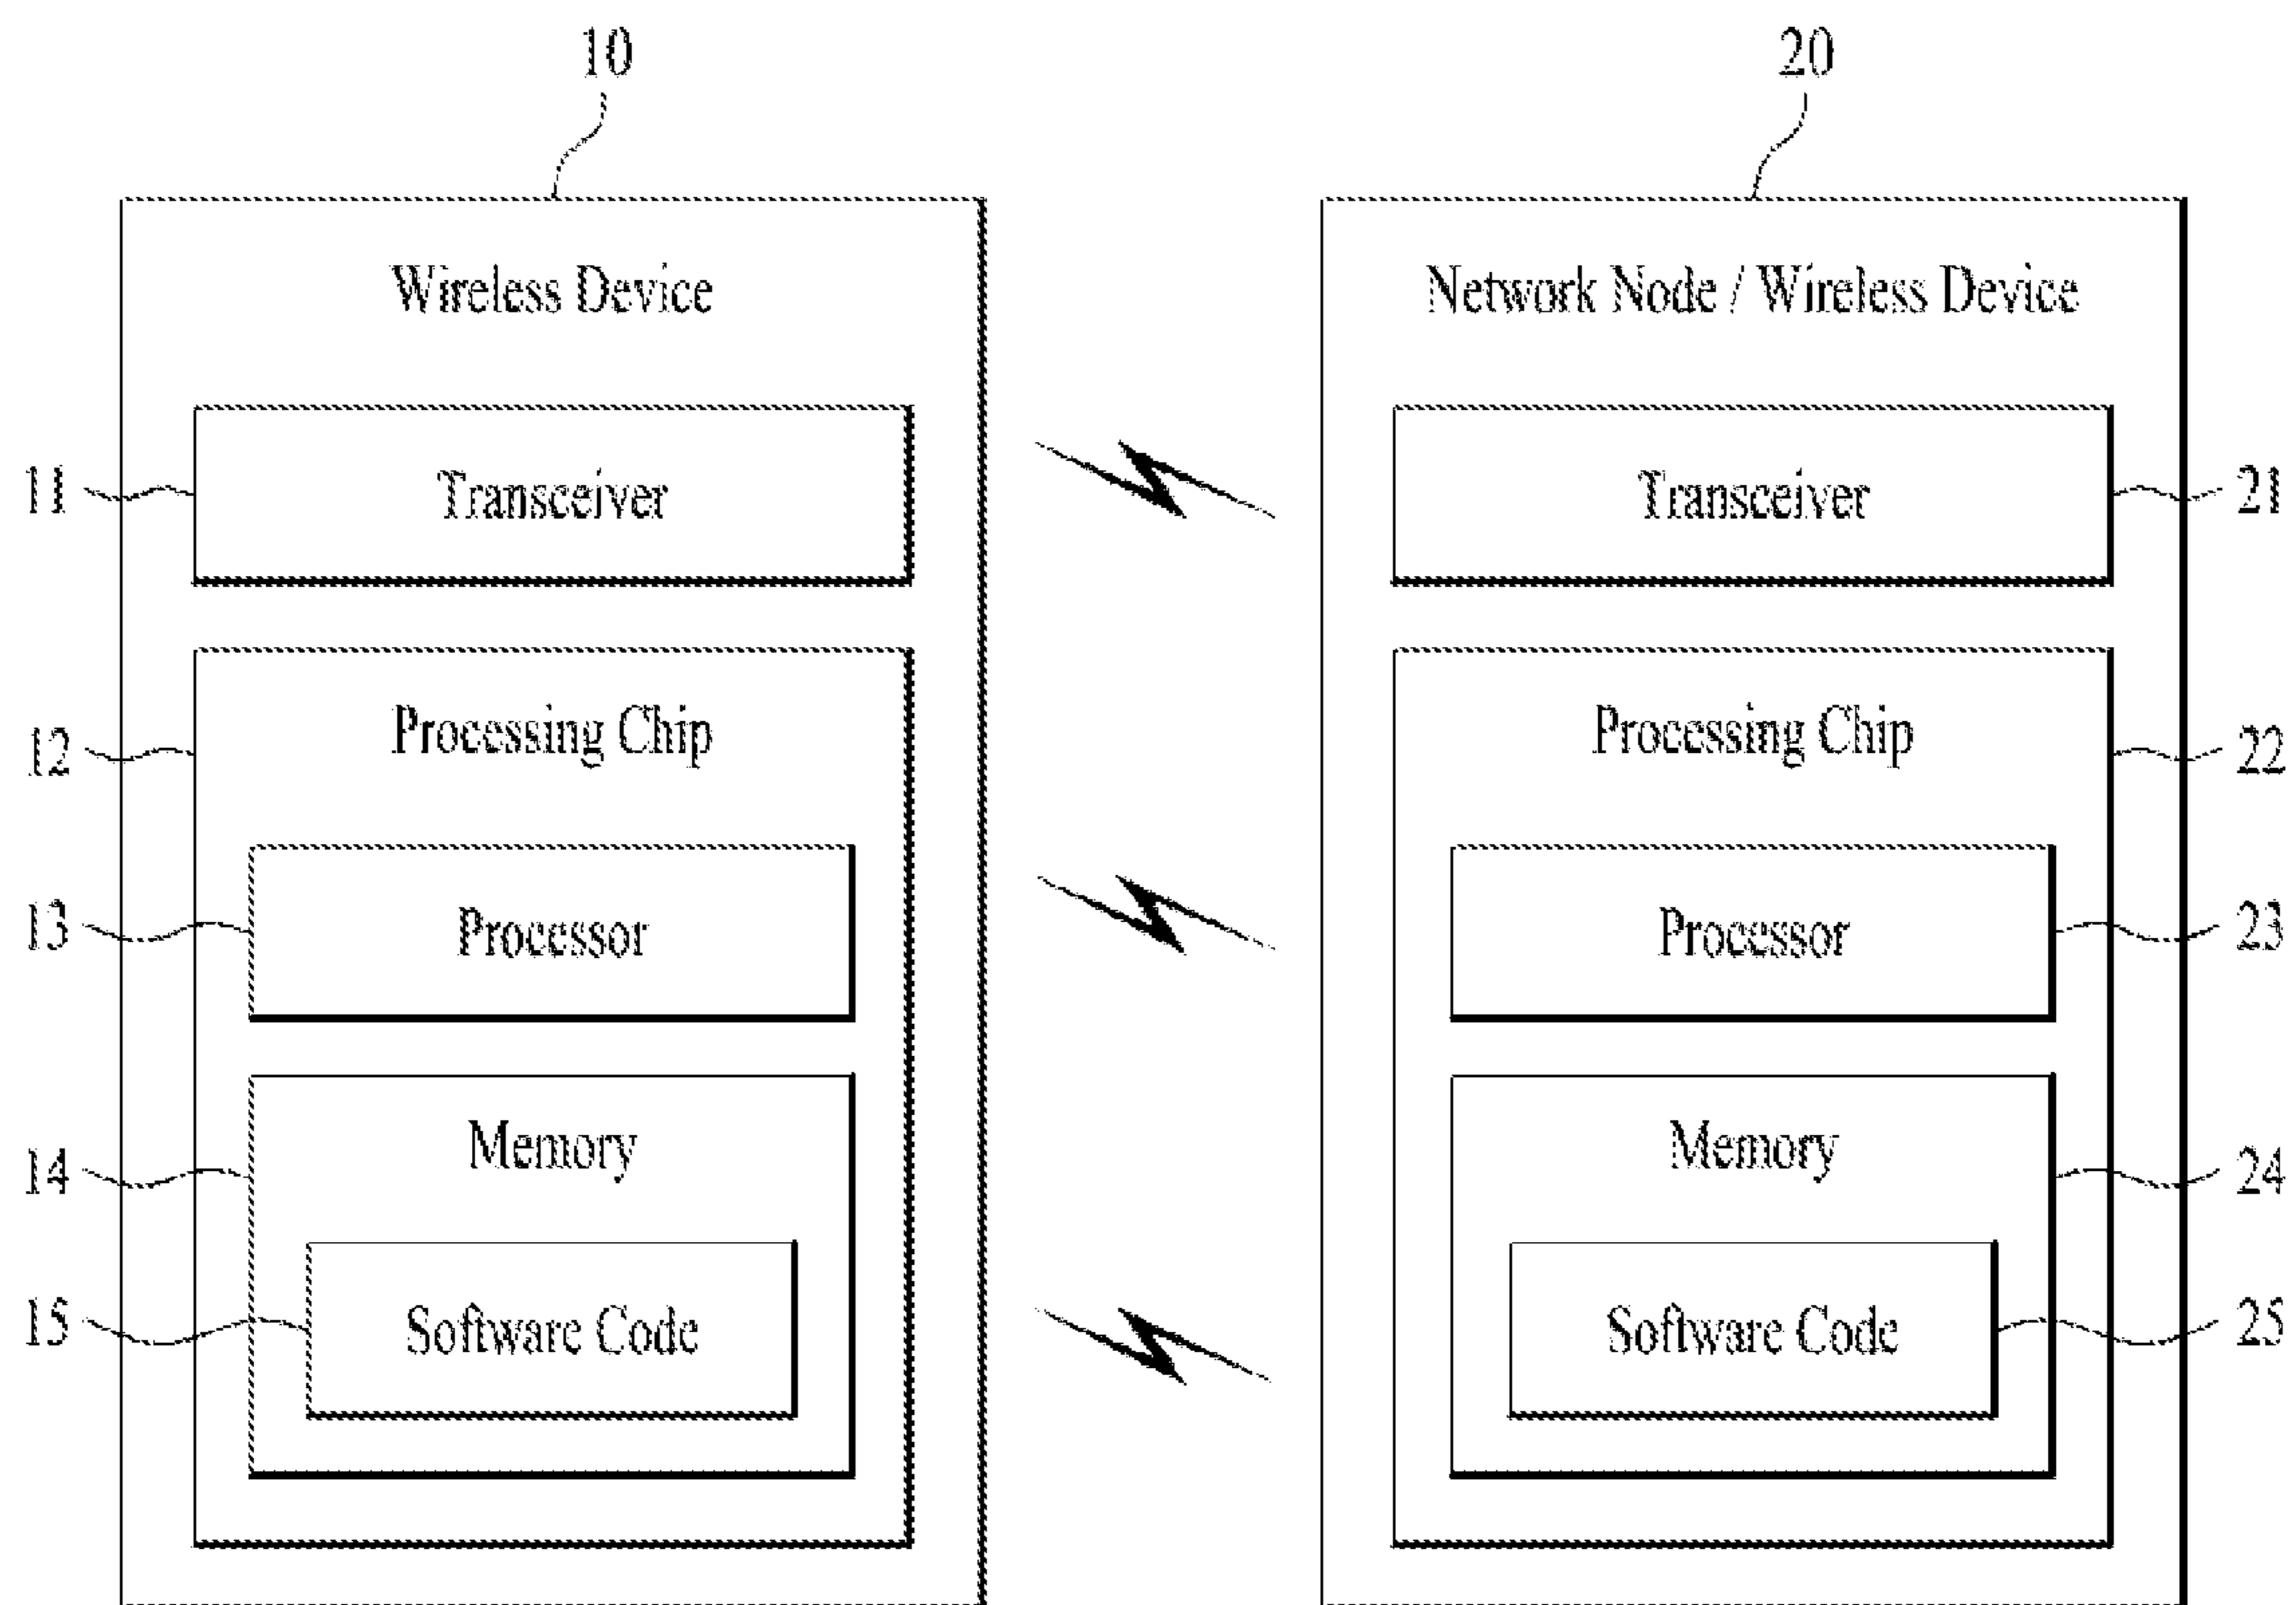 10
20
Wireless Device
Network Node / Wireless Device
11
Transceiver
Transceiver
21
12
Processing Chip
Processing Chip
22
13
Processor
Processor
23
14
Memory
Memory
24
15
Software Code
Software Code
25